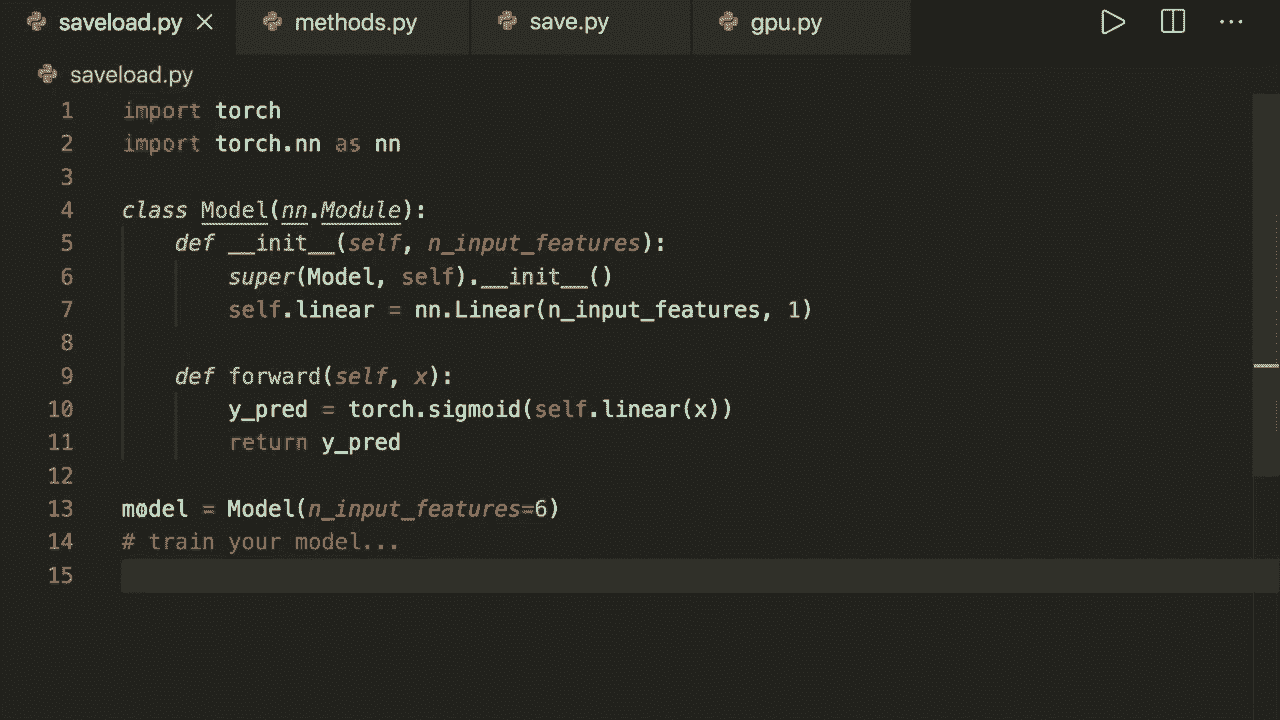 saveload.py methods.py save.py gpu.py
saveload.py
1 import torch
2 import torch.nn as nn
3
4 class Model(nn.Module):
5     def __init__(self, n_input_features):
6         super(Model, self).__init__()
7         self.linear = nn.Linear(n_input_features, 1)
8
9     def forward(self, x):
10         y_pred = torch.sigmoid(self.linear(x))
11         return y_pred
12
13 model = Model(n_input_features=6)
14 # train your model...
15